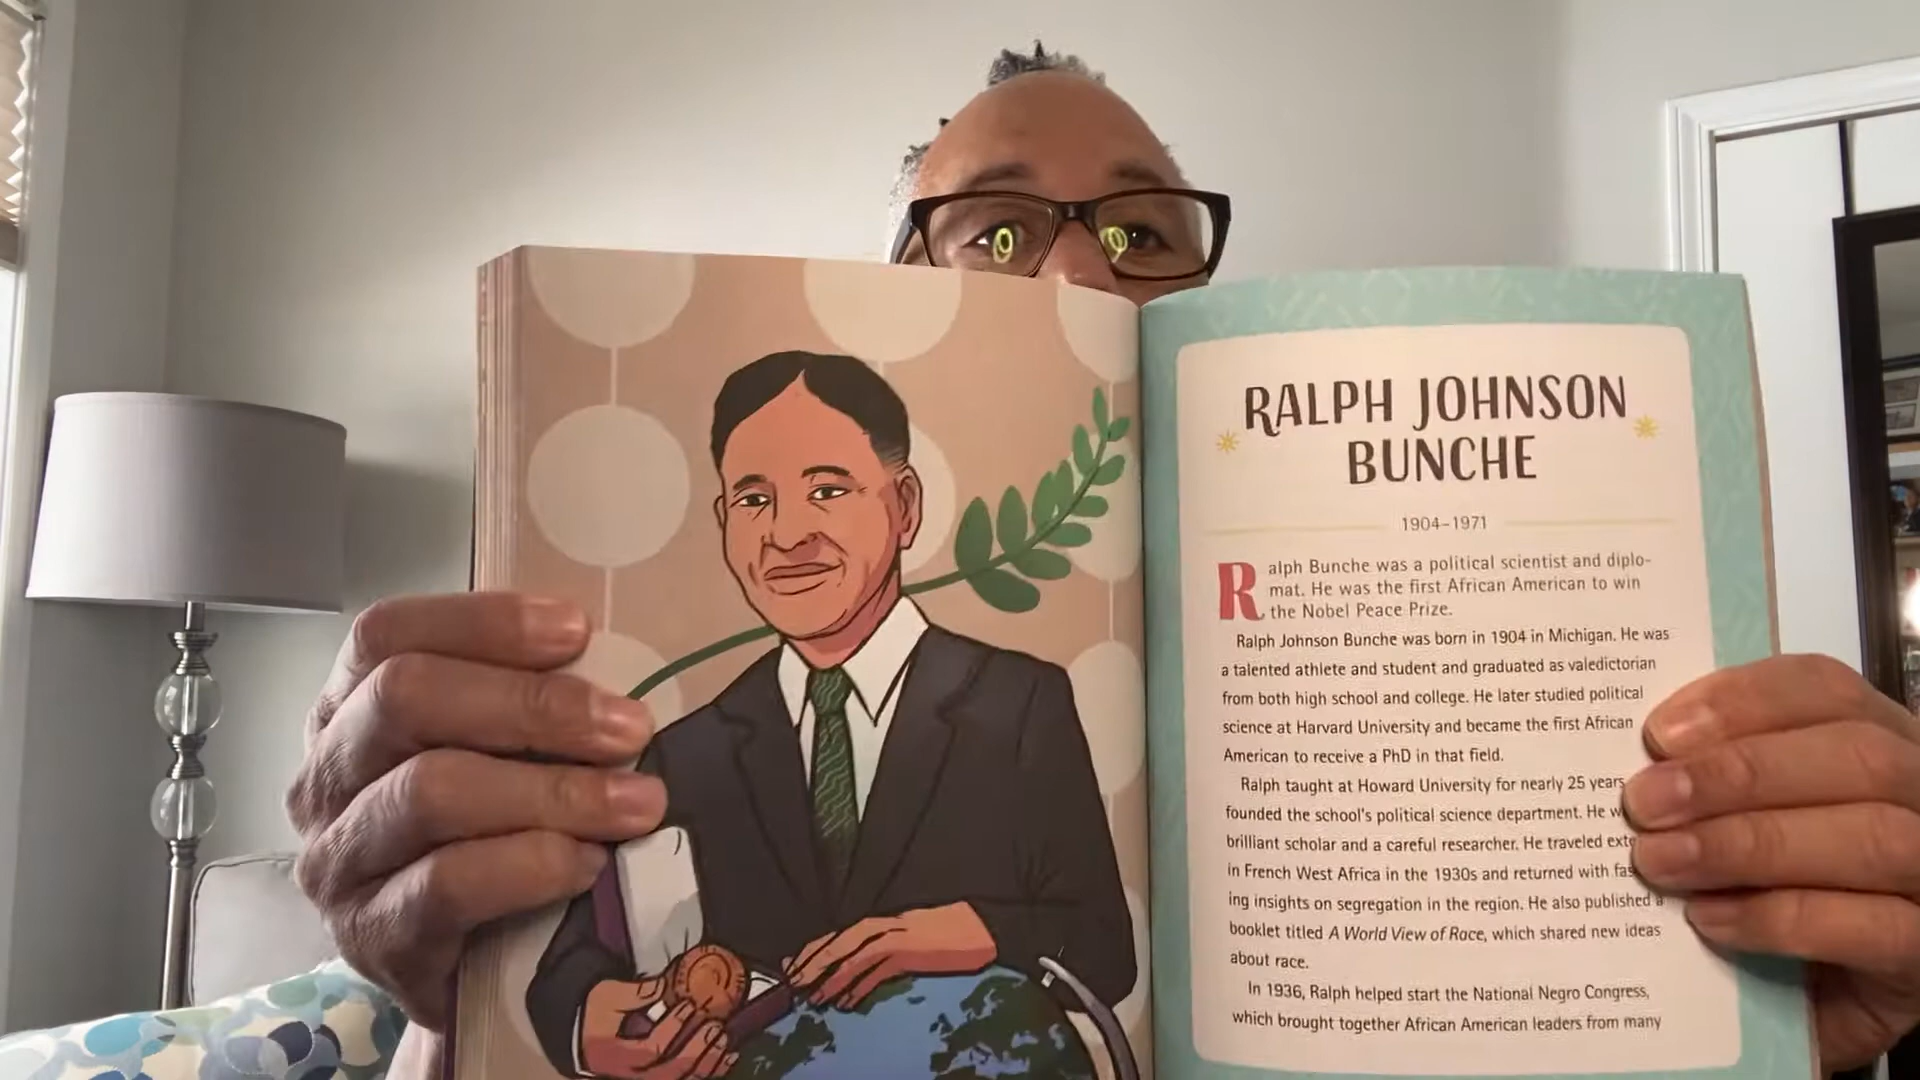 RALPH JOHNSON
BUNCHE
1904–1971
Ralph Bunche was a political scientist and diplo-
mat. He was the first African American to win
the Nobel Peace Prize.
Ralph Johnson Bunche was born in 1904 in Michigan. He was
a talented athlete and student and graduated as valedictorian
from both high school and college. He later studied political
science at Harvard University and became the first African
American to receive a PhD in that field.
Ralph taught at Howard University for nearly 25 years
founded the school's political science department. He
brilliant scholar and a careful researcher. He traveled
in French West Africa in the 1930s and returned with
ing insights on segregation in the region. He also published a
booklet titled A World View of Race, which shared new ideas
about race.
In 1936, Ralph helped start the National Negro Congress,
which brought together African American leaders from many